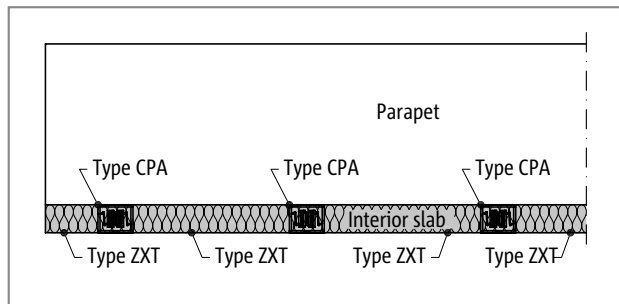 Parapet
Type CPA Type CPA Type CPA
Interior slab
Type ZXT Type ZXT Type ZXT Type ZXT